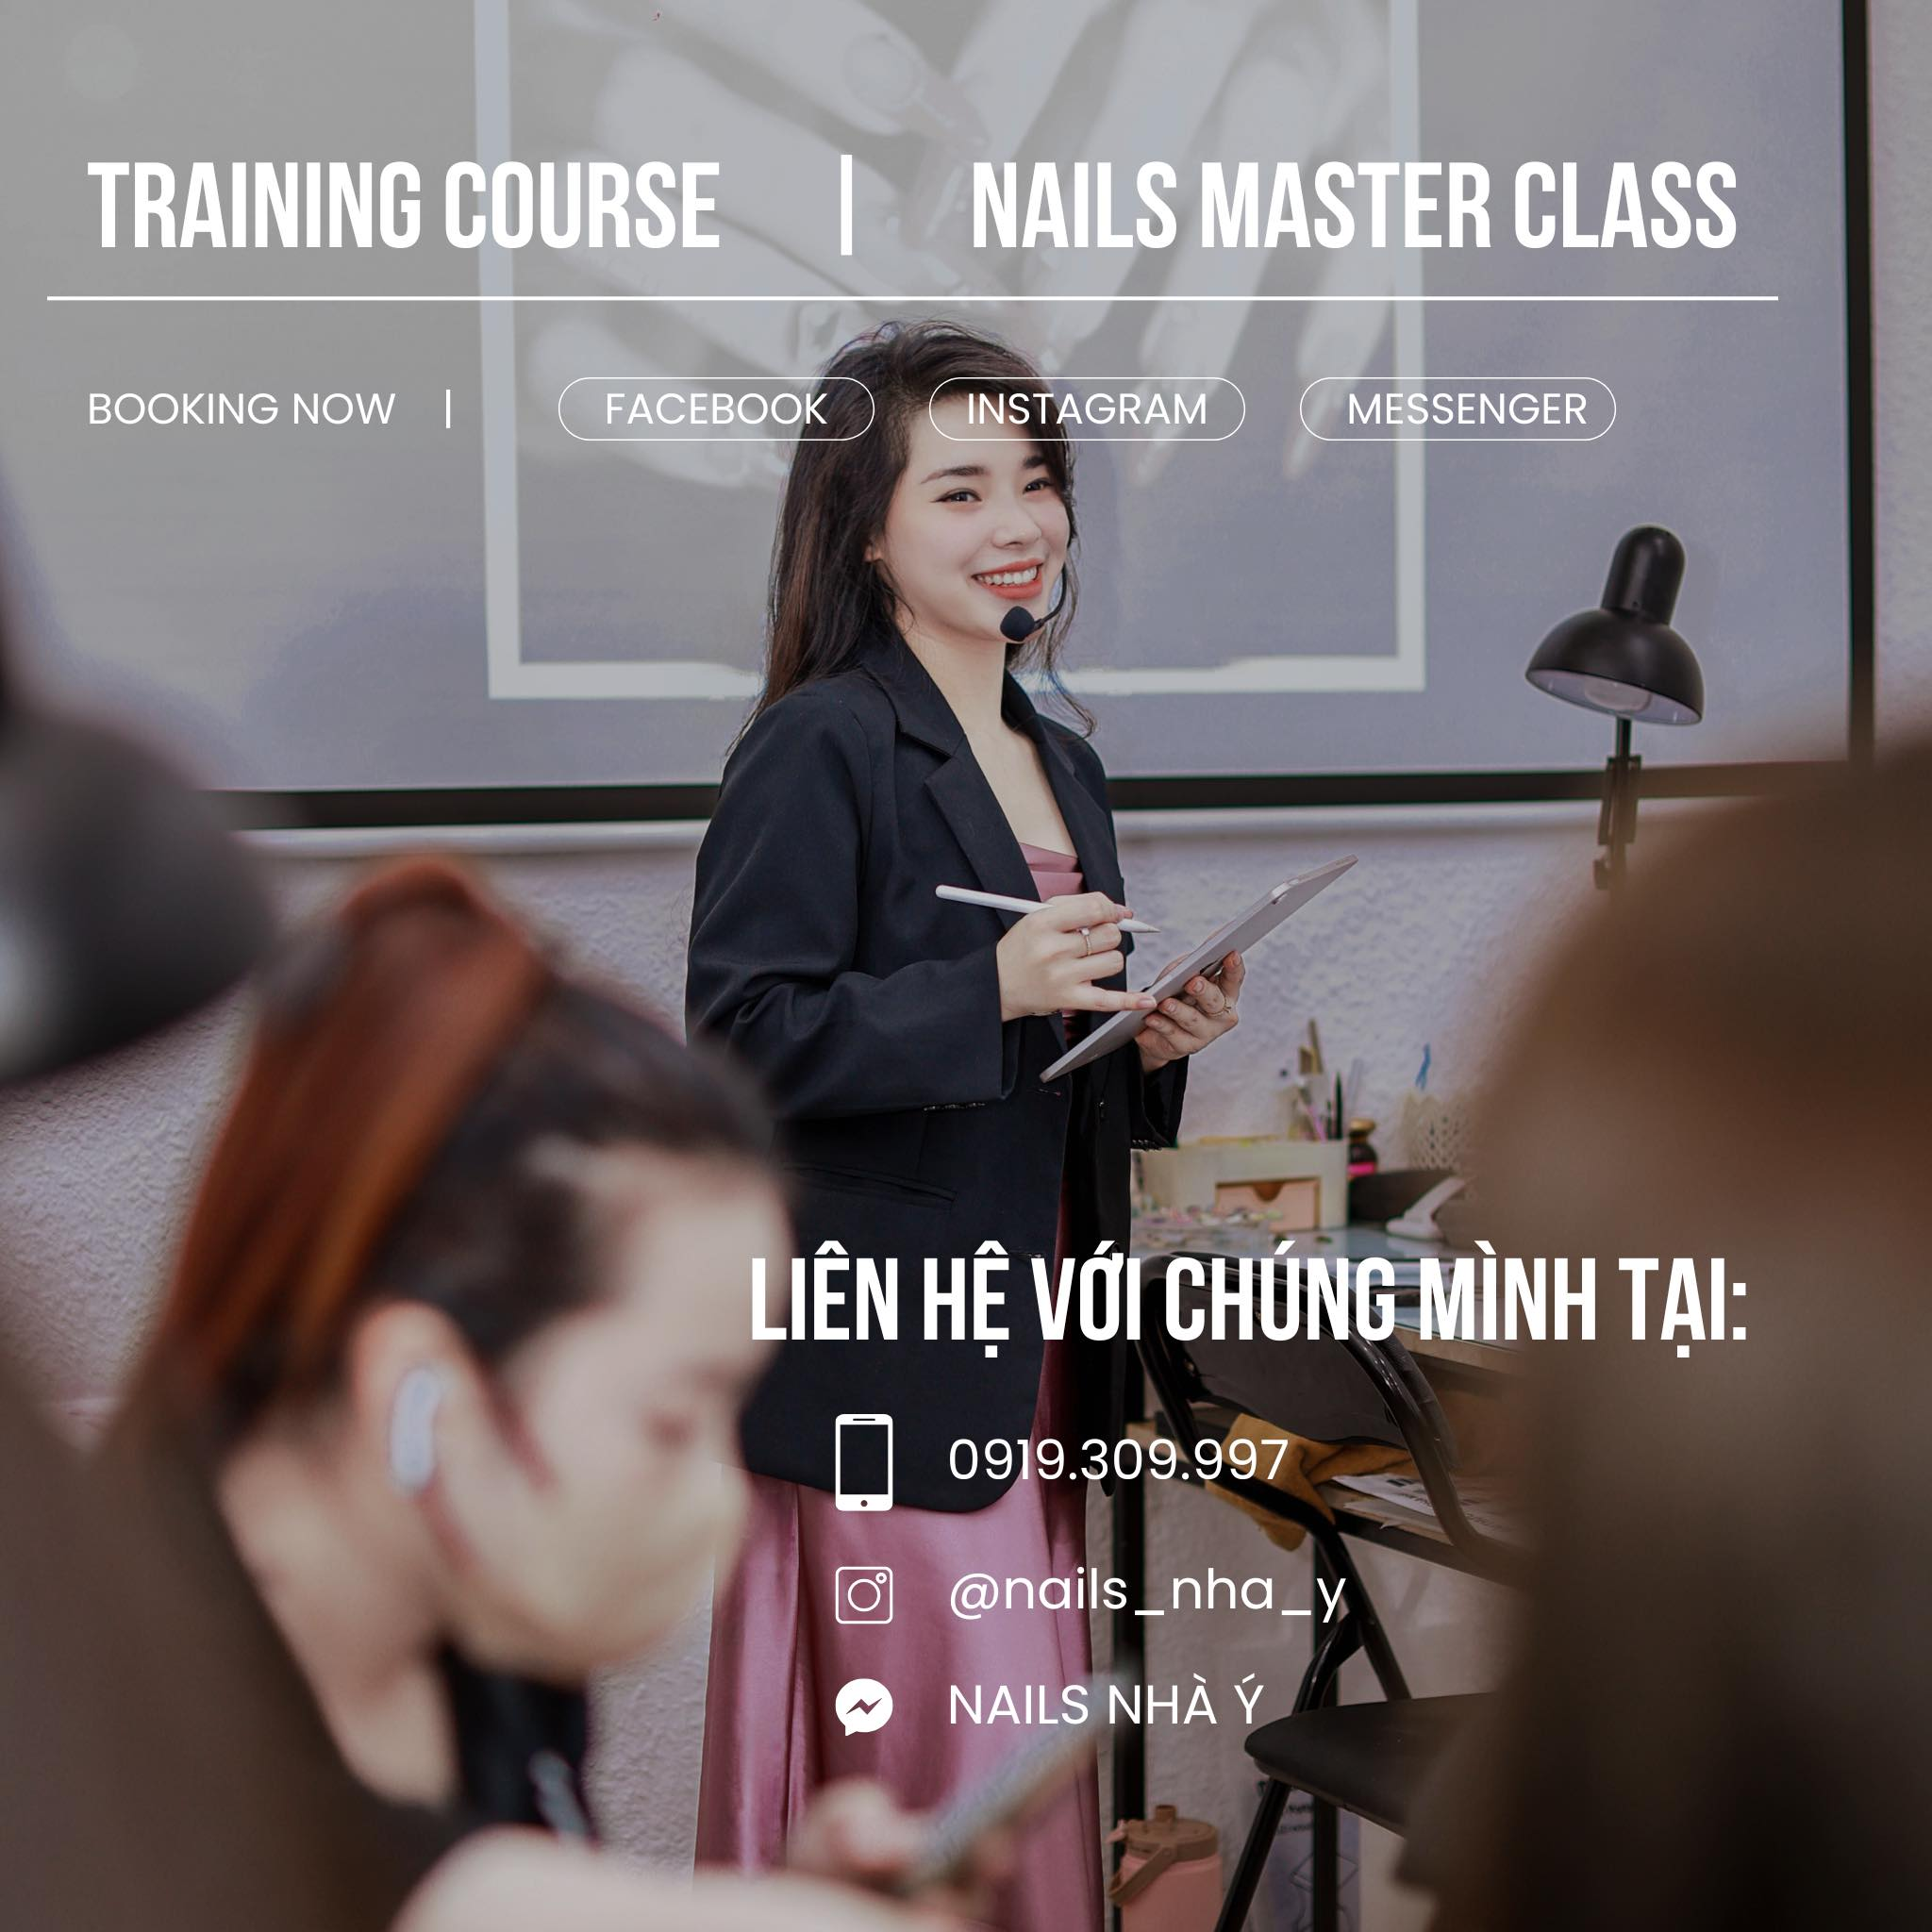 TRAINING COURSE | NAILS MASTER CLASS
BOOKING NOW | FACEBOOK INSTAGRAM MESSENGER
LIÊN HỆ VỚI CHÚNG MÌNH TẠI:
0919.309.997
@nails_nha_y
NAILS NHÀ Ý